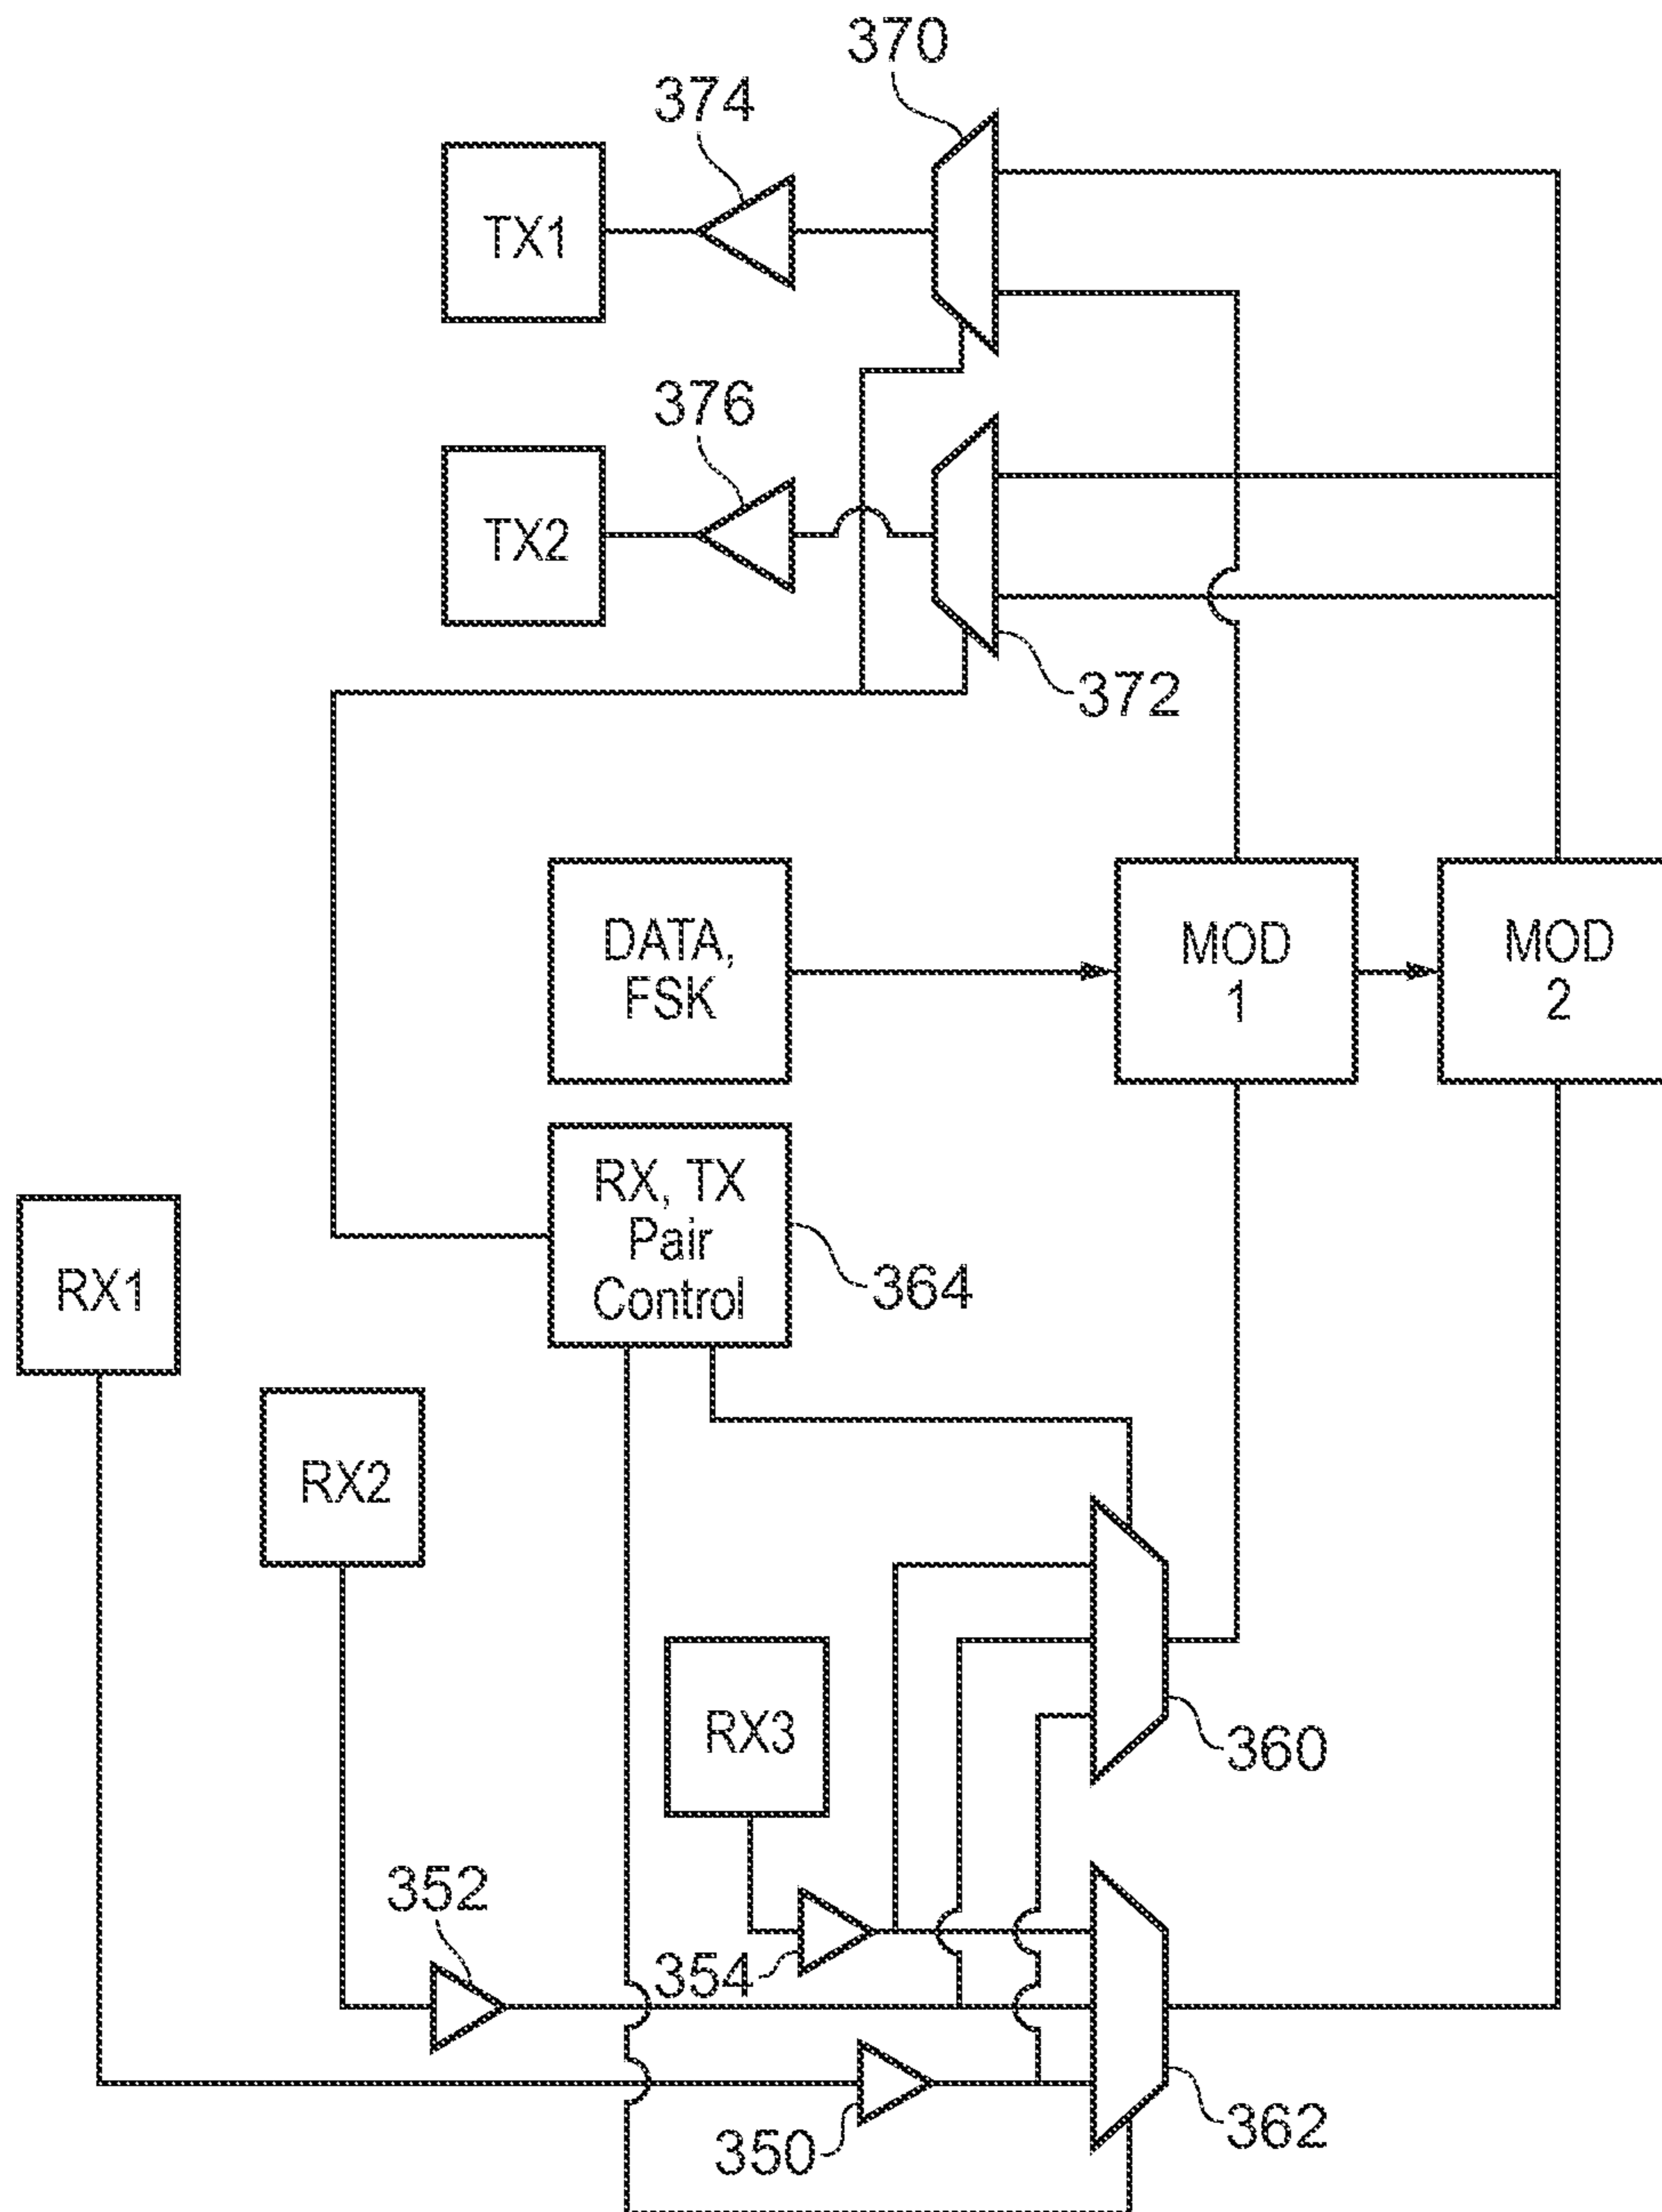 370
374
TX1
376
TX2
372
DATA,
FSK
MOD
1
MOD
2
RX, TX
Pair
Control
364
RX1
RX2
RX3
360
352
354
350
362